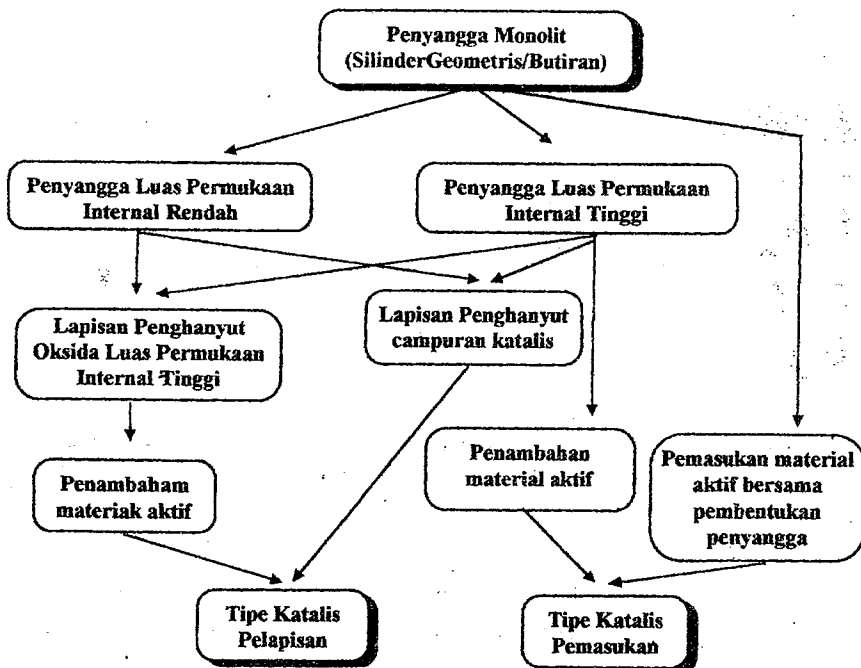 Penyangga Monolit
(SilinderGeometris/Butiran)
Penyangga Luas Permukaan
Internal Rendah
Penyangga Luas Permukaan
Internal Tinggi
Lapisan Penghanyut
Oksida Luas Permukaan
Internal Tinggi
Lapisan Penghanyut
campuran katalis
Penambaham
materiak aktif
Penambahan
material aktif
Pemasukan material
aktif bersama
pembentukan
penyangga
Tipe Katalis
Pelapisan
Tipe Katalis
Pemasukan